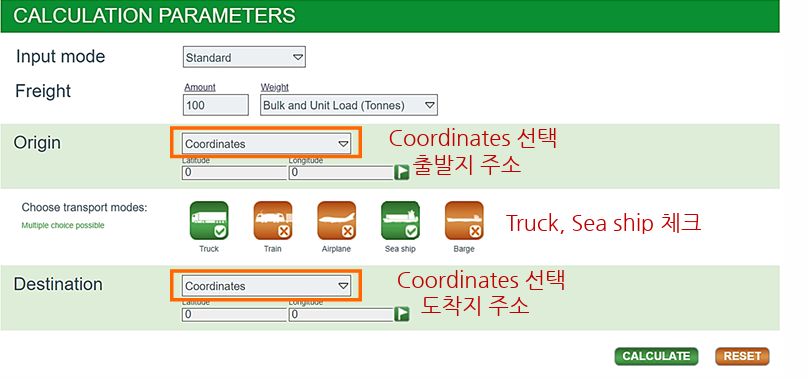 CALCULATION PARAMETERS
Input mode
Standard
Freight
Amount
Weight
100
Bulk and Unit Load (Tonnes)
Origin
Coordinates
Coordinates 선택
출발지 주소
Latitude
Longitude
0
0
Choose transport modes:
Multiple choice possible
Truck
Train
Airplane
Sea ship
Barge
Truck, Sea ship 체크
Destination
Coordinates
Coordinates 선택
도착지 주소
Latitude
Longitude
0
0
CALCULATE
RESET